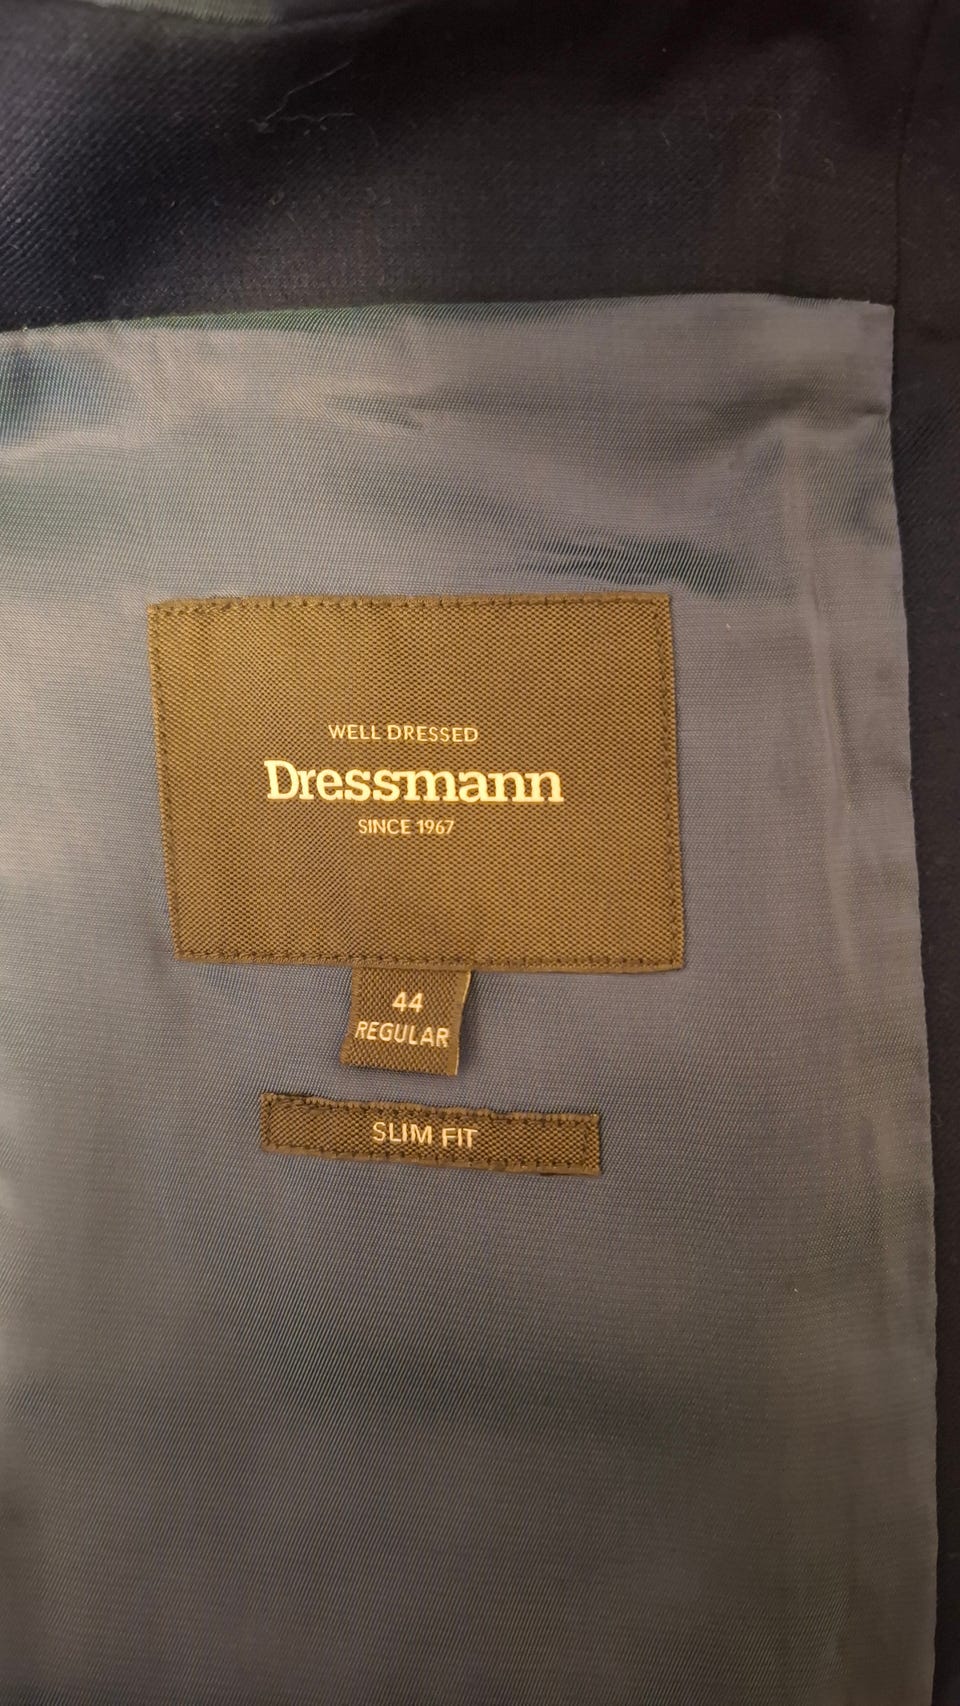 WELL DRESSED
Dressmann
SINCE 1967
44
REGULAR
SLIM FIT